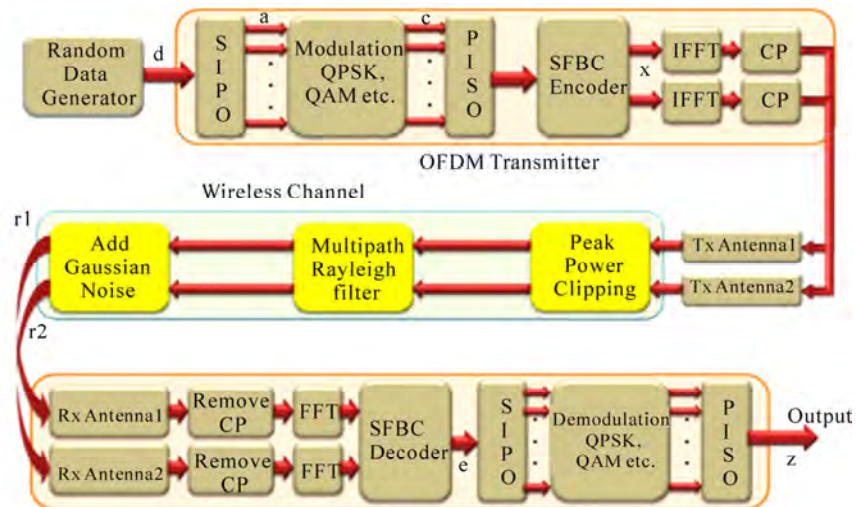 Random
Data
Generator
d
S
I
P
O
a
Modulation
QPSK,
QAM etc.
c
P
I
S
O
SFBC
Encoder
x
IFFT
CP
IFFT
CP
OFDM Transmitter
Wireless Channel
r1
Add
Gaussian
Noise
Multipath
Rayleigh
filter
Peak
Power
Clipping
Tx Antenna1
Tx Antenna2
r2
Rx Antenna1
Remove
CP
FFT
Rx Antenna2
Remove
CP
FFT
SFBC
Decoder
e
S
I
P
O
Demodulation
QPSK,
QAM etc.
P
I
S
O
Output
z